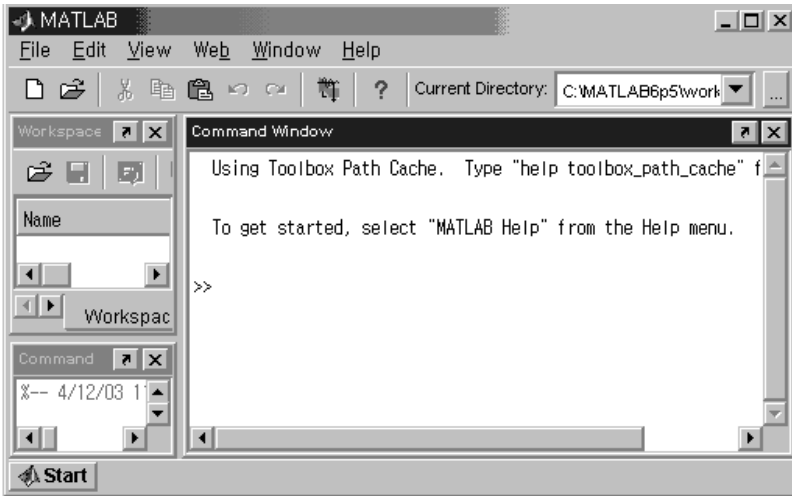 MATLAB
File Edit View Web Window Help
? Current Directory: C:\MATLAB6p5\work ...
Workspace
Name
Workspac
Command
%-- 4/12/03
Command Window
Using Toolbox Path Cache. Type "help toolbox_path_cache" f
To get started, select "MATLAB Help" from the Help menu.
>>
Start